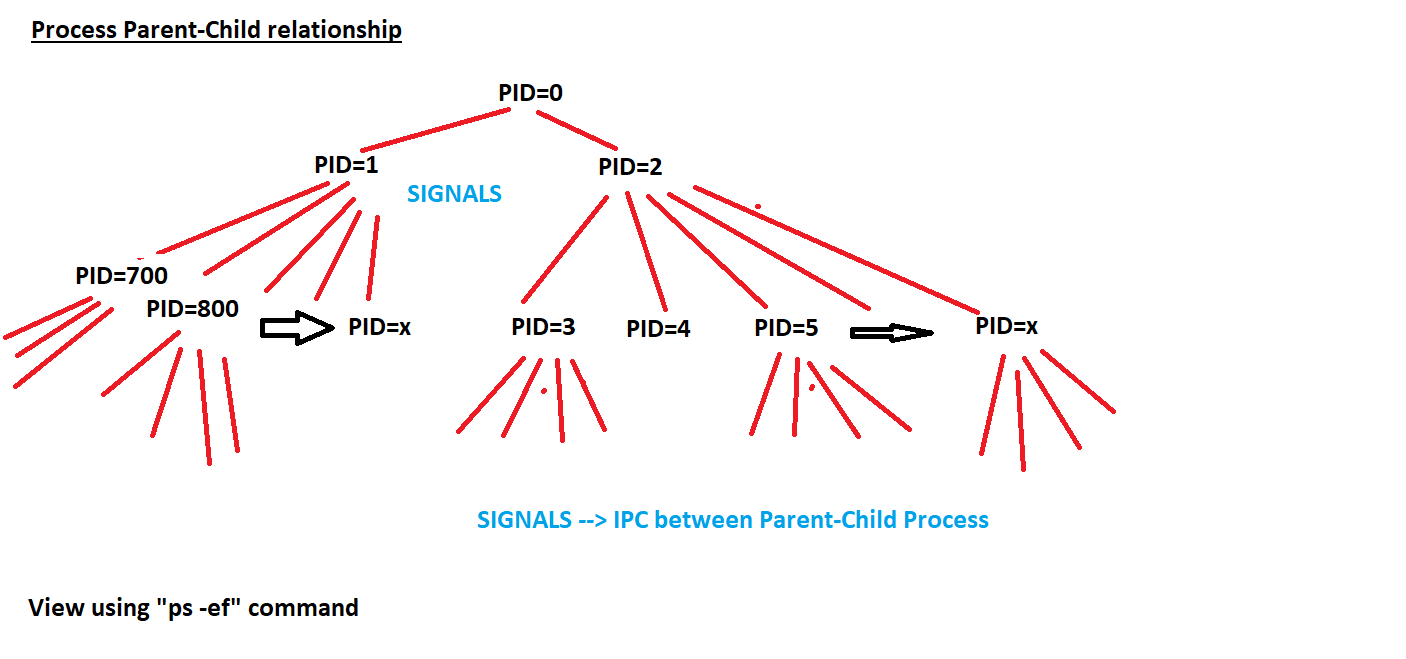 Process Parent-Child relationship
PID=0
PID=1
PID=2
SIGNALS
PID=700
PID=800
PID=x
PID=3
PID=4
PID=5
PID=x
SIGNALS --> IPC between Parent-Child Process
View using "ps -ef" command